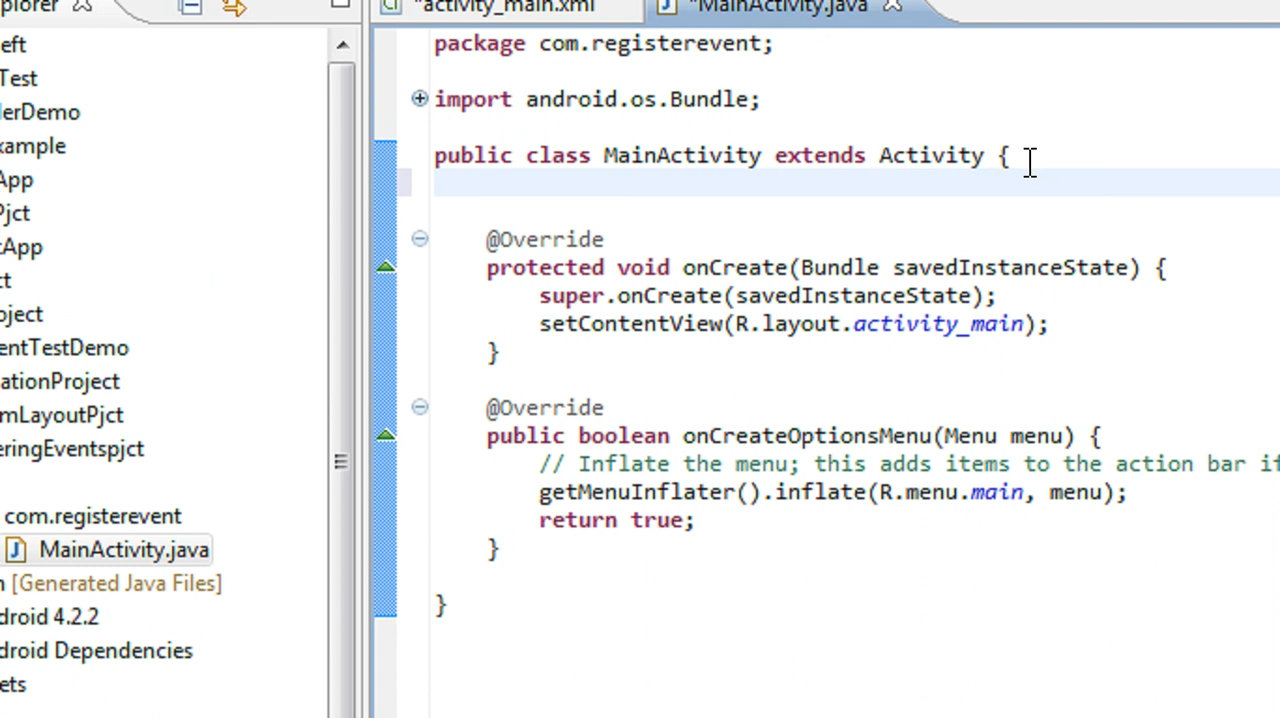 plorer
eft
Test
lerDemo
xample
App
Pjct
tApp
ct
oject
entTestDemo
ationProject
mLayoutPjct
eringEventspjct
com.registerevent
MainActivity.java
n [Generated Java Files]
droid 4.2.2
droid Dependencies
ets
*activity_main.xml
*MainActivity.java
package com.registerevent;
import android.os.Bundle;
public class MainActivity extends Activity {
@Override
protected void onCreate(Bundle savedInstanceState) {
super.onCreate(savedInstanceState);
setContentView(R.layout.activity_main);
}
@Override
public boolean onCreateOptionsMenu(Menu menu) {
// Inflate the menu; this adds items to the action bar if
getMenuInflater().inflate(R.menu.main, menu);
return true;
}
}